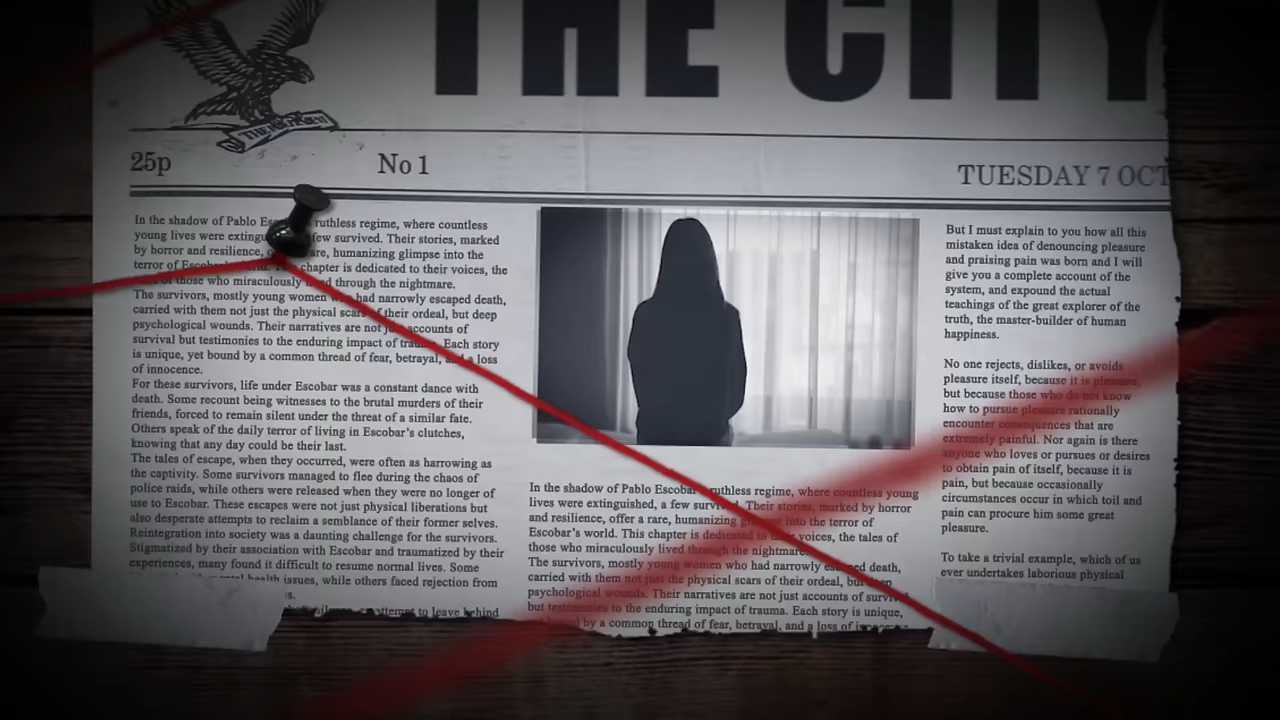 THE CITY
25p
No 1
TUESDAY 7 OCT
In the shadow of Pablo ruthless regime, where countless
young lives were few survived. Their stories, marked
by horror and resilience, humanizing glimpse into the
terror of chapter is dedicated to their voices, the
of those who miraculously through the nightmare.
The survivors, mostly young women who had narrowly escaped death,
carried with them not just the physical scars of their ordeal, but deep
psychological wounds. Their narratives are not just accounts of
survival but testimonies to the enduring impact of trauma. Each story
is unique, yet bound by a common thread of fear, betrayal, and a loss
of innocence.
For these survivors, life under Escobar was a constant dance with
death. Some recount being witnesses to the brutal murders of their
friends, forced to remain silent under the threat of a similar fate.
Others speak of the daily terror of living in Escobar's clutches,
knowing that any day could be their last.
The tales of escape, when they occurred, were often as harrowing as
the captivity. Some survivors managed to flee during the chaos of
police raids, while others were released when they were no longer of
use to Escobar. These escapes were not just physical liberations but
also desperate attempts to reclaim a semblance of their former selves.
Reintegration into society was a daunting challenge for the survivors.
Stigmatized by their association with Escobar and traumatized by their
experiences, many found it difficult to resume normal lives. Some
health issues, while others faced rejection from
attempt to leave behind
In the shadow of Pablo Escobar ruthless regime, where countless young
lives were extinguished, a few survived. Their stories, marked by horror
and resilience, offer a rare, humanizing glimpse into the terror of
Escobar's world. This chapter is dedicated to their voices, the tales of
those who miraculously lived through the nightmare.
The survivors, mostly young women who had narrowly escaped death,
carried with them not just the physical scars of their ordeal, but deep
psychological wounds. Their narratives are not just accounts of survival
but testimonies to the enduring impact of trauma. Each story is unique,
by a common thread of fear, betrayal, and a loss of
But I must explain to you how all this
mistaken idea of denouncing pleasure
and praising pain was born and I will
give you a complete account of the
system, and expound the actual
teachings of the great explorer of the
truth, the master-builder of human
happiness.
No one rejects, dislikes, or avoids
pleasure itself, because it is pleasure,
but because those who do not know
how to pursue pleasure rationally
encounter consequences that are
extremely painful. Nor again is there
anyone who loves or pursues or desires
to obtain pain of itself, because it is
pain, but because occasionally
circumstances occur in which toil and
pain can procure him some great
pleasure.
To take a trivial example, which of us
ever undertakes laborious physical